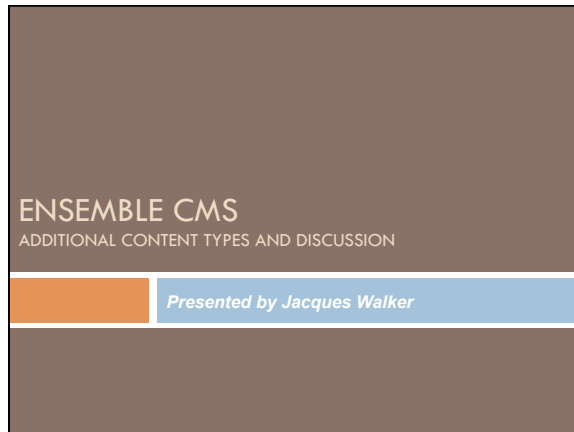 ENSEMBLE CMS
ADDITIONAL CONTENT TYPES AND DISCUSSION
Presented by Jacques Walker